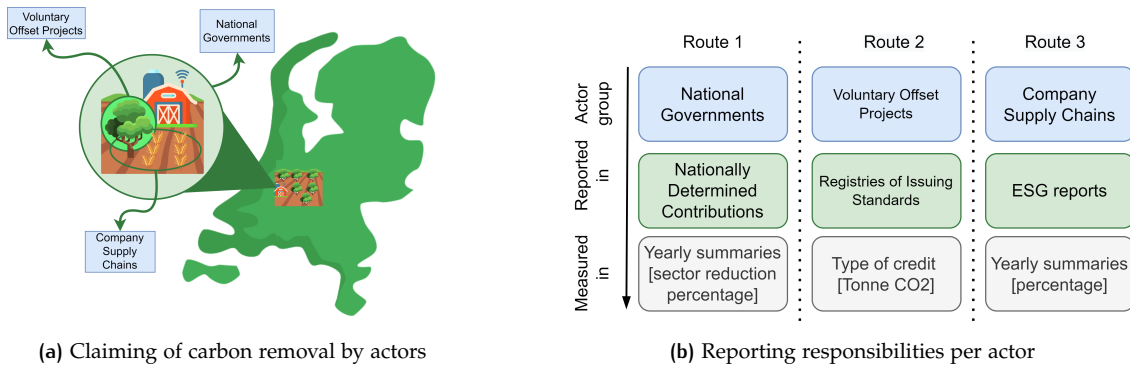 Voluntary
Offset Projects
National
Governments
Company
Supply
Chains
(a) Claiming of carbon removal by actors
Route 1
Route 2
Route 3
Actor
group
National
Governments
Voluntary Offset
Projects
Company
Supply Chains
Reported
in
Nationally
Determined
Contributions
Registries of Issuing
Standards
ESG reports
Measured
in
Yearly summaries
[sector reduction
percentage]
Type of credit
[Tonne CO2]
Yearly summaries
[percentage]
(b) Reporting responsibilities per actor